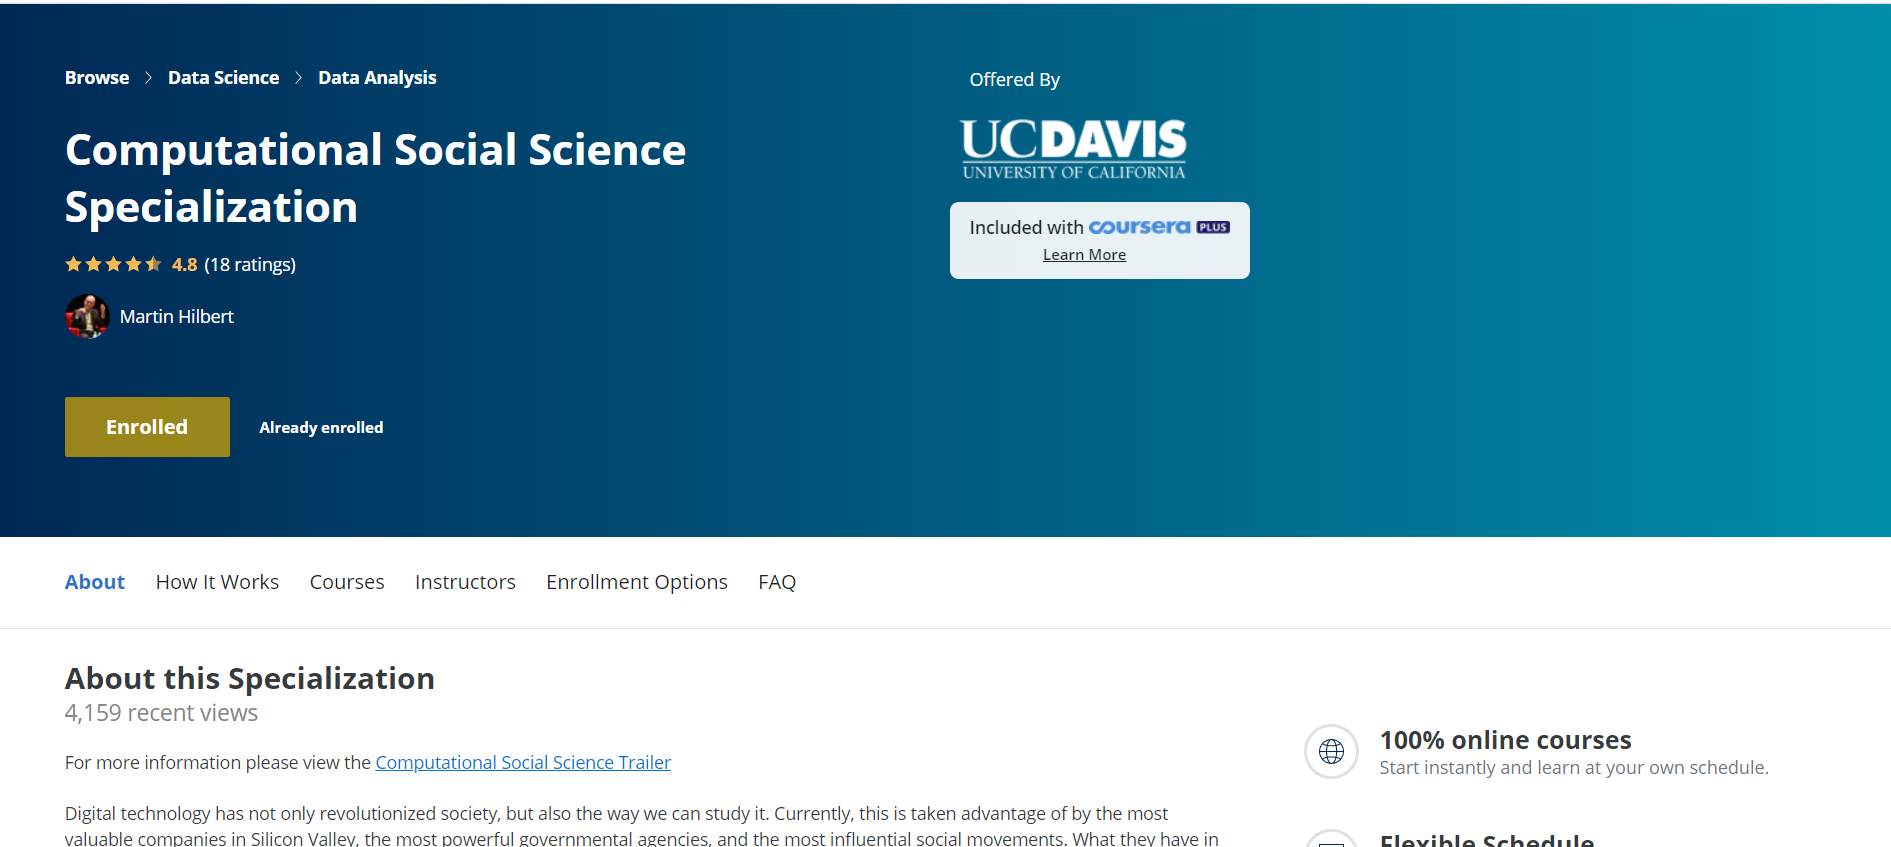 Browse > Data Science > Data Analysis
Computational Social Science
Specialization
4.8 (18 ratings)
Martin Hilbert
Enrolled
Already enrolled
Offered By
UCDAVIS
UNIVERSITY OF CALIFORNIA
Included with coursera PLUS
Learn More
About How It Works Courses Instructors Enrollment Options FAQ
About this Specialization
4,159 recent views
For more information please view the Computational Social Science Trailer
Digital technology has not only revolutionized society, but also the way we can study it. Currently, this is taken advantage of by the most
valuable companies in Silicon Valley, the most powerful governmental agencies, and the most influential social movements. What they have in
100% online courses
Start instantly and learn at your own schedule.
Flexible Schedule